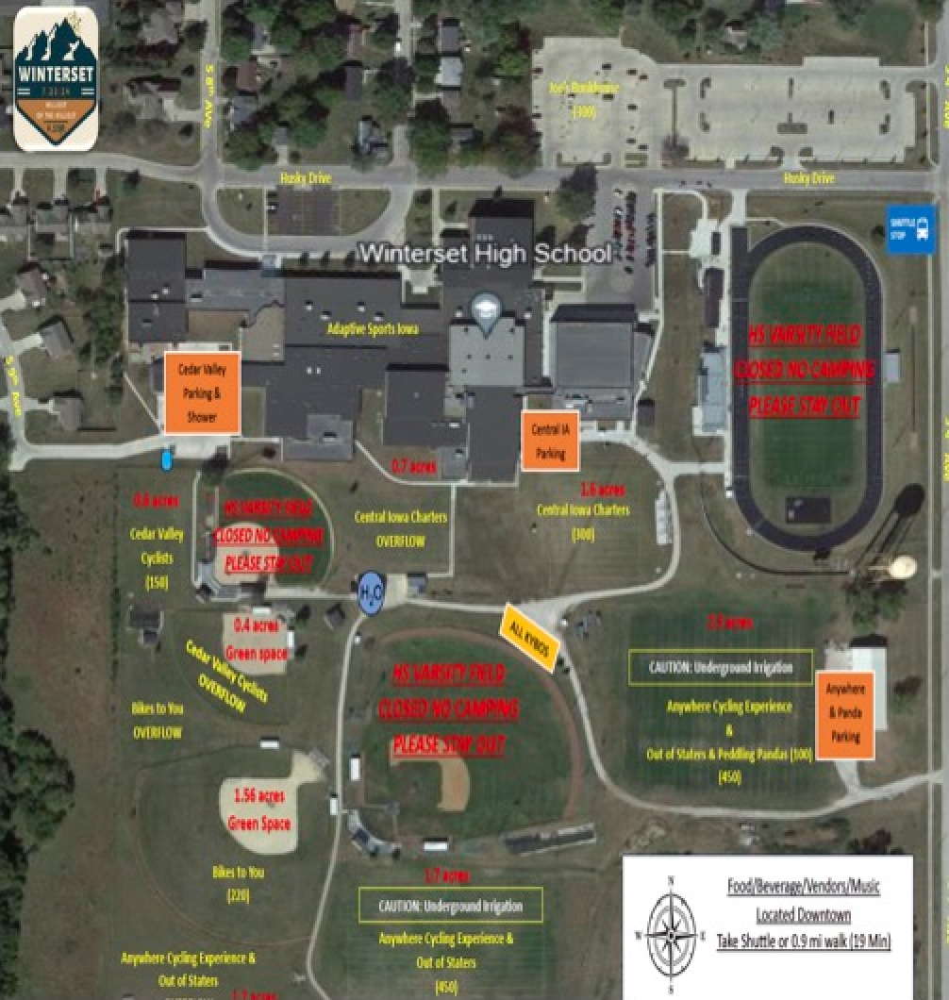 WINTERSET
S 8th Ave
Joe's Bunkhouse
(300)
Husky Drive
Husky Drive
SHUTTLE
STOP
Winterset High School
Adaptive Sports Iowa
HS VARSITY FIELD
CLOSED NO CAMPING
PLEASE STAY OUT
Cedar Valley
Parking &
Shower
S 9th Ave
Central IA
Parking
0.7 acres
1.6 acres
Central Iowa Charters
(300)
0.6 acres
Cedar Valley
Cyclists
(150)
HS VARSITY FIELD
CLOSED NO CAMPING
PLEASE STAY OUT
Central Iowa Charters
OVERFLOW
H2O
ALL KYBOS
0.4 acres
Green space
Cedar Valley Cyclists
OVERFLOW
Bikes to You
OVERFLOW
HS VARSITY FIELD
CLOSED NO CAMPING
PLEASE STAY OUT
CAUTION: Underground Irrigation
Anywhere Cycling Experience
&
Out of Staters & Peddling Pandas (100)
(450)
Anywhere
& Panda
Parking
1.56 acres
Green Space
Bikes to You
(220)
1.7 acres
CAUTION: Underground Irrigation
Anywhere Cycling Experience &
Out of Staters
(450)
Anywhere Cycling Experience &
Out of Staters
N
W E
S
Food/Beverage/Vendors/Music
Located Downtown
Take Shuttle or 0.9 mi walk (19 Min)